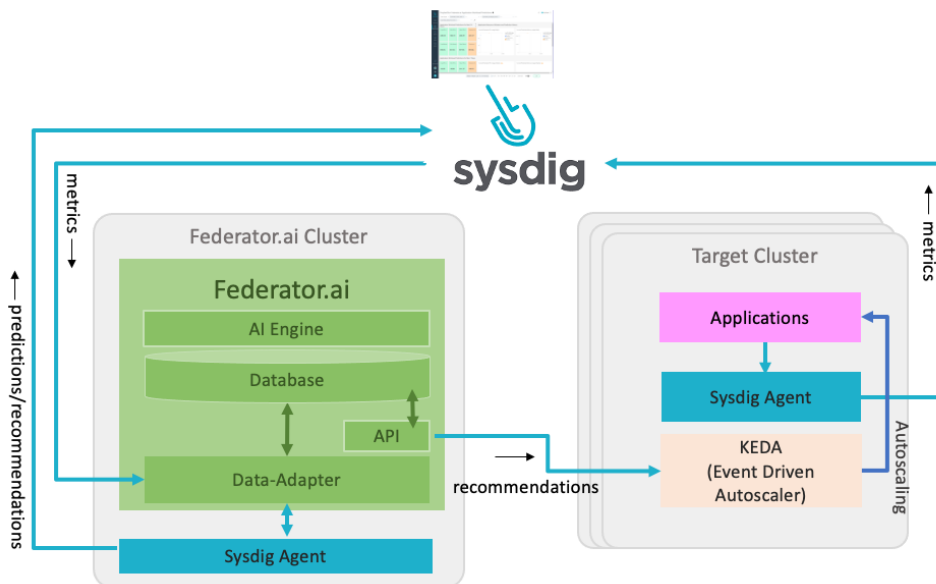 sysdig
metrics
predictions/recommendations
Federator.ai Cluster
Federator.ai
AI Engine
Database
API
Data-Adapter
Sysdig Agent
recommendations
Target Cluster
Applications
Sysdig Agent
KEDA
(Event Driven
Autoscaler)
Autoscaling
metrics